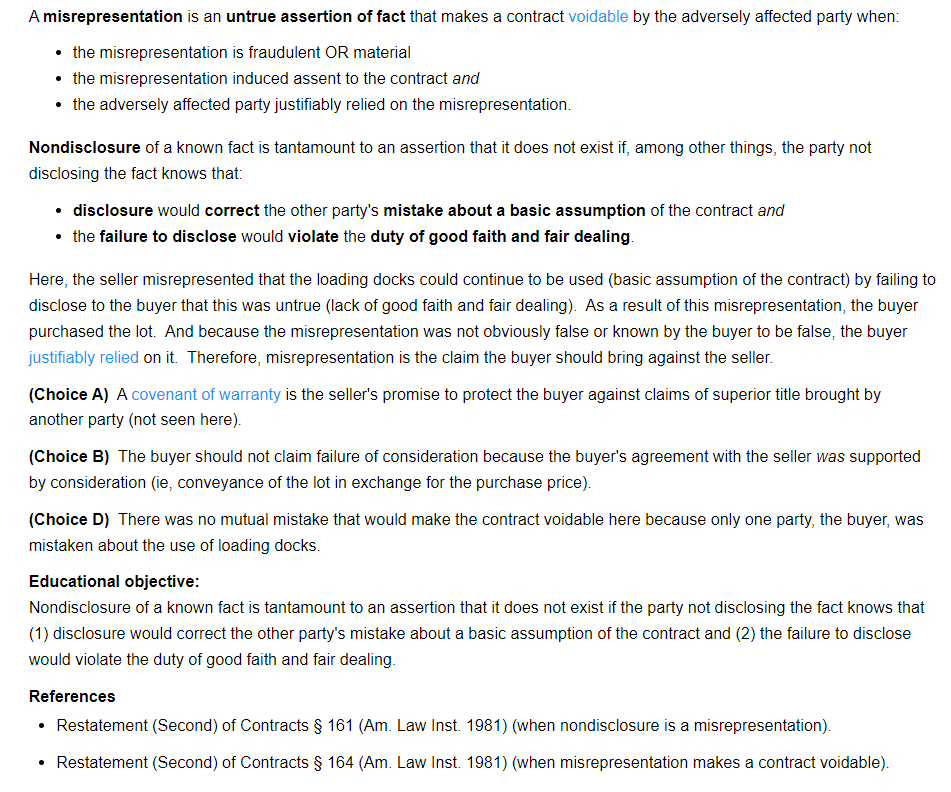 A misrepresentation is an untrue assertion of fact that makes a contract voidable by the adversely affected party when:
• the misrepresentation is fraudulent OR material
• the misrepresentation induced assent to the contract and
• the adversely affected party justifiably relied on the misrepresentation.
Nondisclosure of a known fact is tantamount to an assertion that it does not exist if, among other things, the party not
disclosing the fact knows that:
• disclosure would correct the other party's mistake about a basic assumption of the contract and
• the failure to disclose would violate the duty of good faith and fair dealing.
Here, the seller misrepresented that the loading docks could continue to be used (basic assumption of the contract) by failing to
disclose to the buyer that this was untrue (lack of good faith and fair dealing). As a result of this misrepresentation, the buyer
purchased the lot. And because the misrepresentation was not obviously false or known by the buyer to be false, the buyer
justifiably relied on it. Therefore, misrepresentation is the claim the buyer should bring against the seller.
(Choice A) A covenant of warranty is the seller's promise to protect the buyer against claims of superior title brought by
another party (not seen here).
(Choice B) The buyer should not claim failure of consideration because the buyer's agreement with the seller was supported
by consideration (ie, conveyance of the lot in exchange for the purchase price).
(Choice D) There was no mutual mistake that would make the contract voidable here because only one party, the buyer, was
mistaken about the use of loading docks.
Educational objective:
Nondisclosure of a known fact is tantamount to an assertion that it does not exist if the party not disclosing the fact knows that
(1) disclosure would correct the other party's mistake about a basic assumption of the contract and (2) the failure to disclose
would violate the duty of good faith and fair dealing.
References
• Restatement (Second) of Contracts § 161 (Am. Law Inst. 1981) (when nondisclosure is a misrepresentation).
• Restatement (Second) of Contracts § 164 (Am. Law Inst. 1981) (when misrepresentation makes a contract voidable).